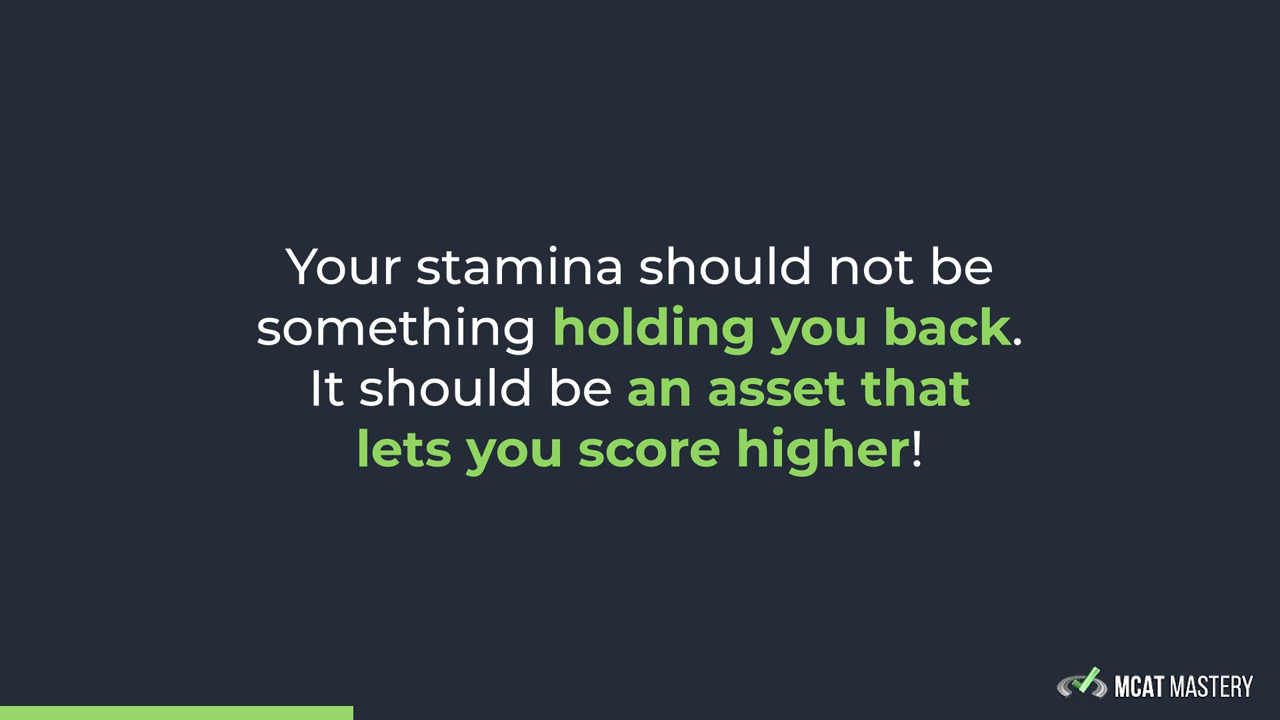 Your stamina should not be
something holding you back.
It should be an asset that
lets you score higher!
MCAT MASTERY